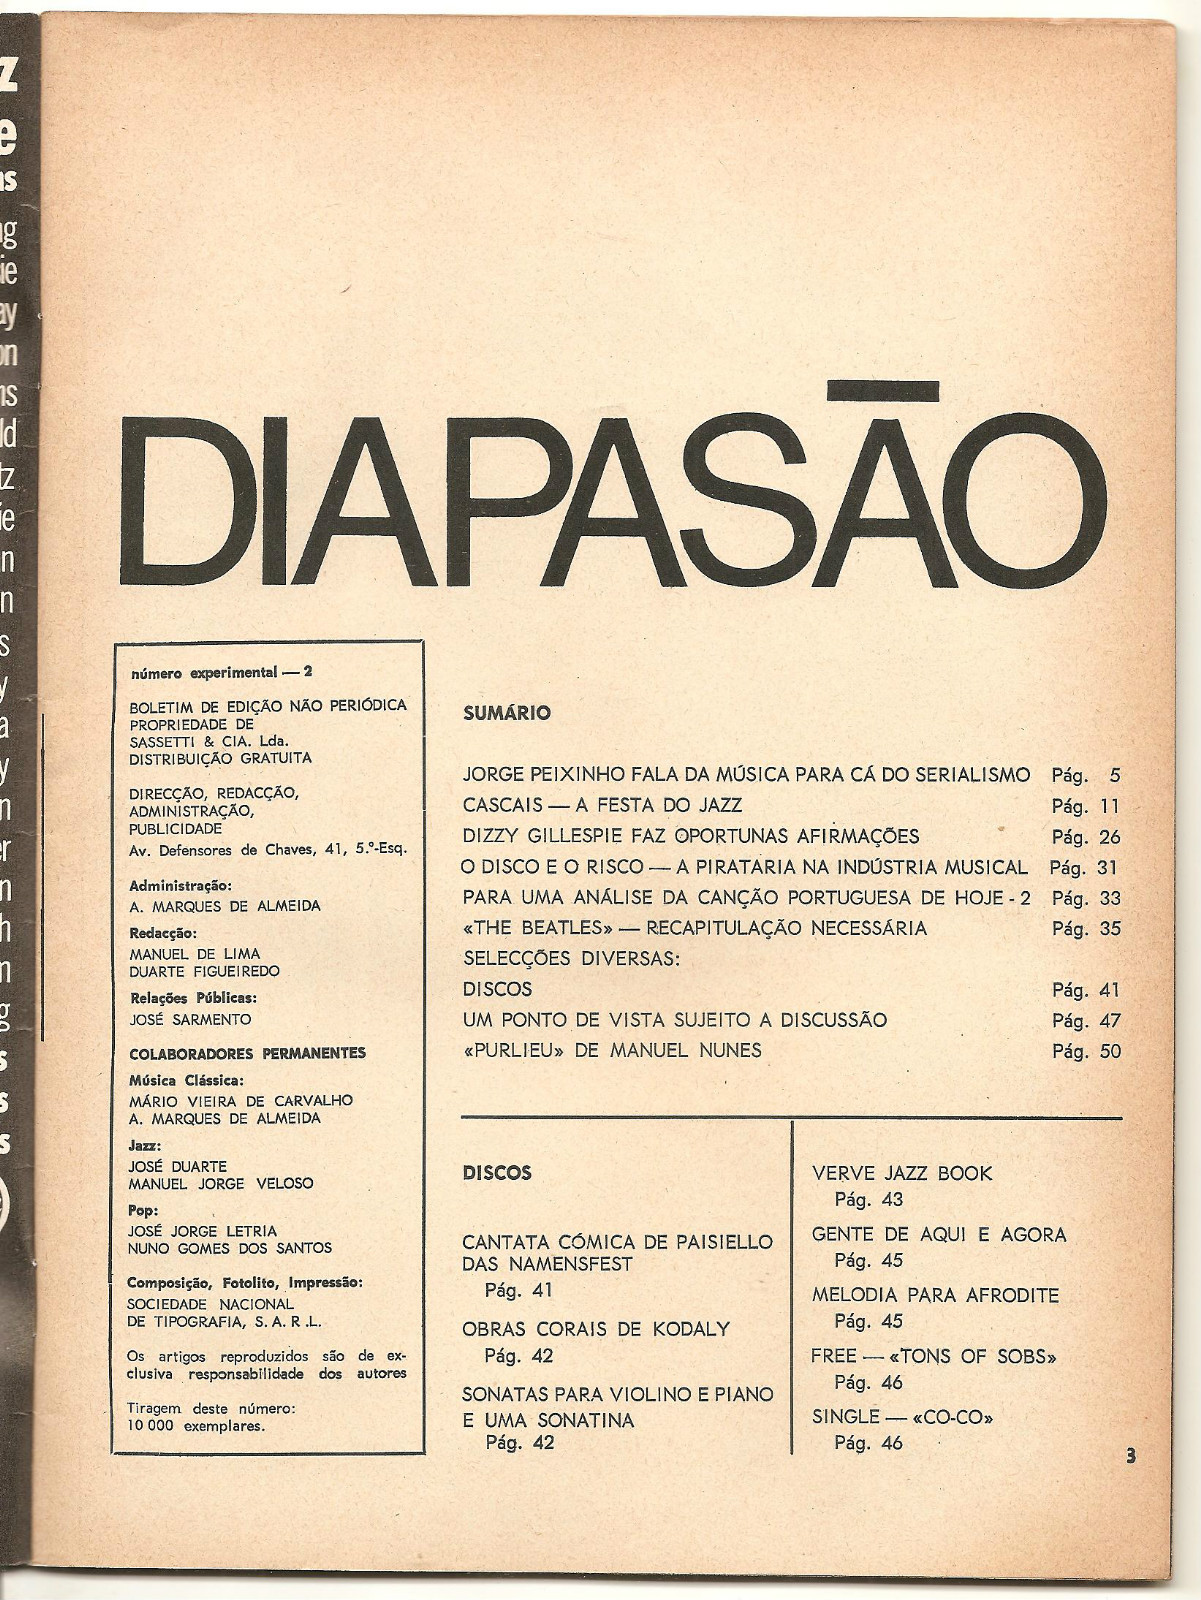 DIAPASÃO
número experimental — 2
BOLETIM DE EDIÇÃO NÃO PERIÓDICA
PROPRIEDADE DE
SASSETTI & CIA. Lda.
DISTRIBUIÇÃO GRATUITA
DIRECÇÃO, REDACÇÃO,
ADMINISTRAÇÃO,
PUBLICIDADE
Av. Defensores de Chaves, 41, 5.º-Esq.
Administração:
A. MARQUES DE ALMEIDA
Redacção:
MANUEL DE LIMA
DUARTE FIGUEIREDO
Relações Públicas:
JOSÉ SARMENTO
COLABORADORES PERMANENTES
Música Clássica:
MÁRIO VIEIRA DE CARVALHO
A. MARQUES DE ALMEIDA
Jazz:
JOSÉ DUARTE
MANUEL JORGE VELOSO
Pop:
JOSÉ JORGE LETRIA
NUNO GOMES DOS SANTOS
Composição, Fotolito, Impressão:
SOCIEDADE NACIONAL
DE TIPOGRAFIA, S. A. R .L.
Os artigos reproduzidos são de ex-
clusiva responsabilidade dos autores
Tiragem deste número:
10 000 exemplares.
SUMÁRIO
JORGE PEIXINHO FALA DA MÚSICA PARA CÁ DO SERIALISMO Pág. 5
CASCAIS — A FESTA DO JAZZ Pág. 11
DIZZY GILLESPIE FAZ OPORTUNAS AFIRMAÇÕES Pág. 26
O DISCO E O RISCO — A PIRATARIA NA INDÚSTRIA MUSICAL Pág. 31
PARA UMA ANÁLISE DA CANÇÃO PORTUGUESA DE HOJE - 2 Pág. 33
«THE BEATLES» — RECAPITULAÇÃO NECESSÁRIA Pág. 35
SELECÇÕES DIVERSAS:
DISCOS Pág. 41
UM PONTO DE VISTA SUJEITO A DISCUSSÃO Pág. 47
«PURLIEU» DE MANUEL NUNES Pág. 50
DISCOS
CANTATA CÓMICA DE PAISIELLO
DAS NAMENSFEST
Pág. 41
OBRAS CORAIS DE KODALY
Pág. 42
SONATAS PARA VIOLINO E PIANO
E UMA SONATINA
Pág. 42
VERVE JAZZ BOOK
Pág. 43
GENTE DE AQUI E AGORA
Pág. 45
MELODIA PARA AFRODITE
Pág. 45
FREE — «TONS OF SOBS»
Pág. 46
SINGLE — «CO-CO»
Pág. 46
3